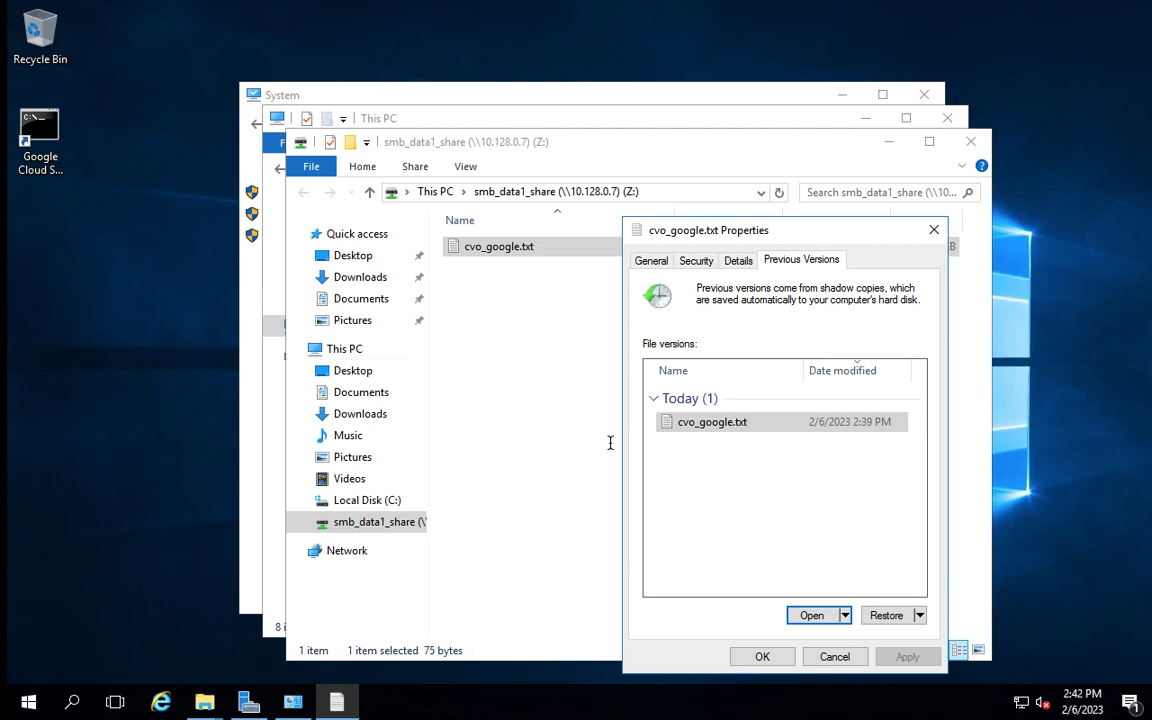 Recycle Bin
Google
Cloud S...
System
This PC
smb_data1_share (\\10.128.0.7) (Z:)
File
Home
Share
View
This PC
smb_data1_share (\\10.128.0.7) (Z:)
Search smb_data1_share (\\10...
Name
cvo_google.txt
Quick access
Desktop
Downloads
Documents
Pictures
This PC
Desktop
Documents
Downloads
Music
Pictures
Videos
Local Disk (C:)
smb_data1_share (\\
Network
1 item
1 item selected 75 bytes
8 i
cvo_google.txt Properties
General
Security
Details
Previous Versions
Previous versions come from shadow copies, which
are saved automatically to your computer's hard disk.
File versions:
Name
Date modified
Today (1)
cvo_google.txt
2/6/2023 2:39 PM
Open
Restore
OK
Cancel
Apply
2:42 PM
2/6/2023
1